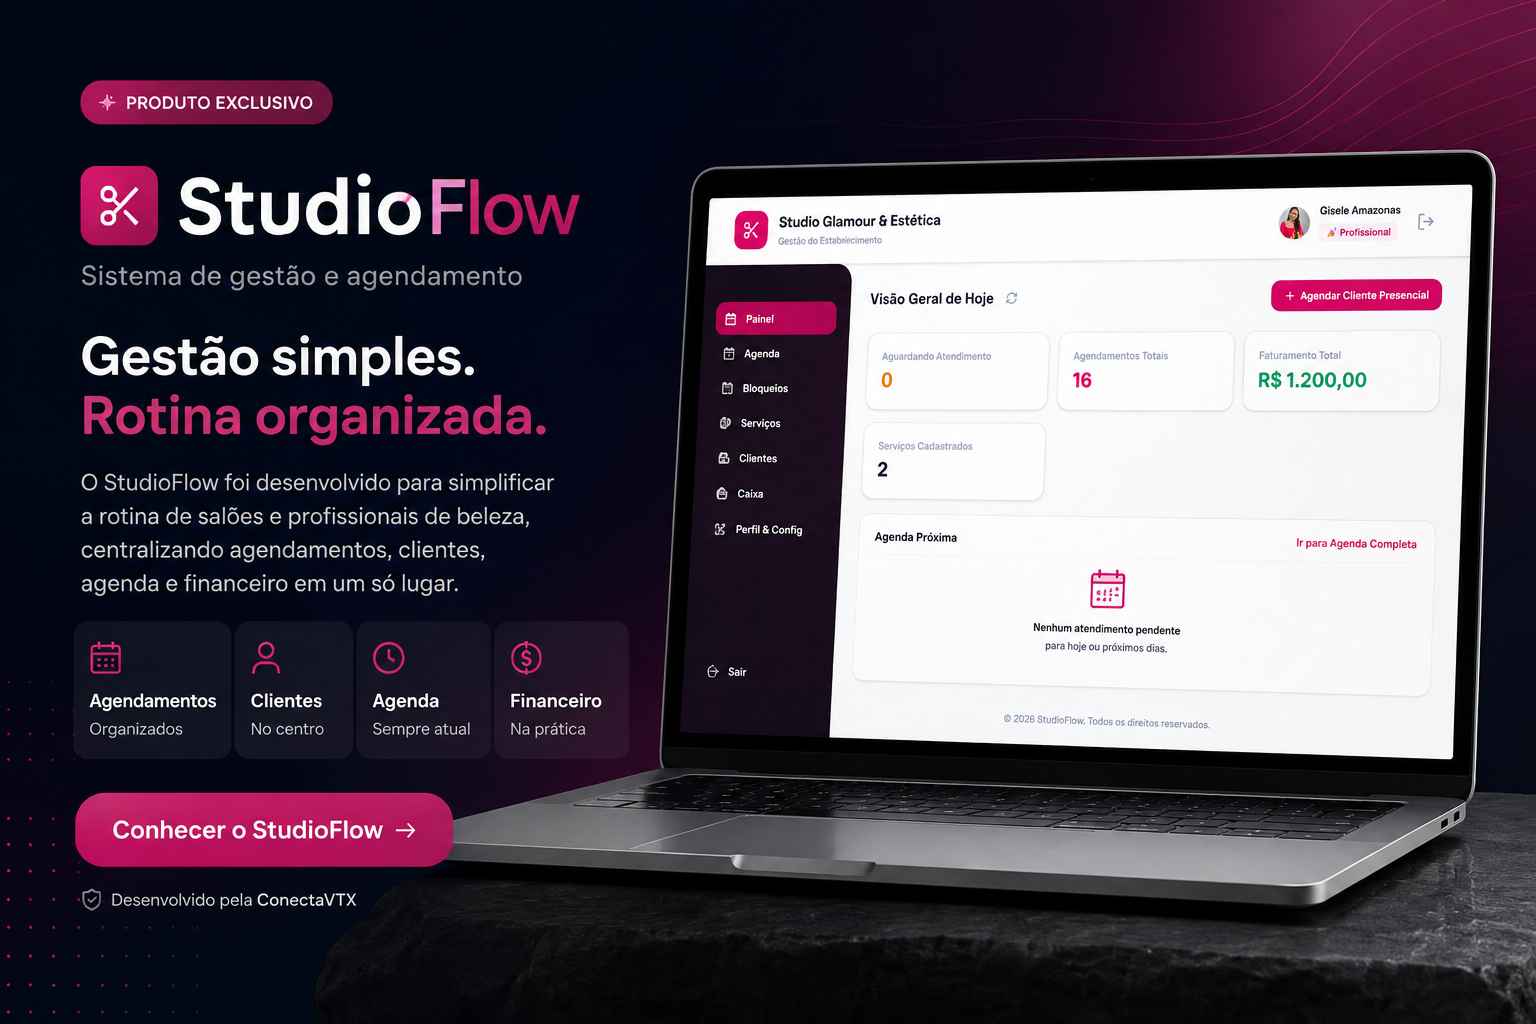 PRODUTO EXCLUSIVO
StudioFlow
Sistema de gestão e agendamento
Gestão simples.
Rotina organizada.
O StudioFlow foi desenvolvido para simplificar
a rotina de salões e profissionais de beleza,
centralizando agendamentos, clientes,
agenda e financeiro em um só lugar.
Agendamentos
Organizados
Clientes
No centro
Agenda
Sempre atual
Financeiro
Na prática
Conhecer o StudioFlow →
Desenvolvido pela ConectaVTX
Studio Glamour & Estética
Gestão do Estabelecimento
Gisele Amazonas
Profissional
Painel
Agenda
Bloqueios
Serviços
Clientes
Caixa
Perfil & Config
Sair
Visão Geral de Hoje
+ Agendar Cliente Presencial
Aguardando Atendimento
0
Agendamentos Totais
16
Faturamento Total
R$ 1.200,00
Serviços Cadastrados
2
Agenda Próxima
Ir para Agenda Completa
Nenhum atendimento pendente
para hoje ou próximos dias.
© 2026 StudioFlow. Todos os direitos reservados.